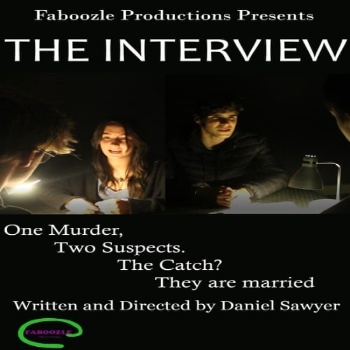 Faboozle Productions Presents
THE INTERVIEW
One Murder,
Two Suspects.
The Catch?
They are married
Written and Directed by Daniel Sawyer
FABOOZLE